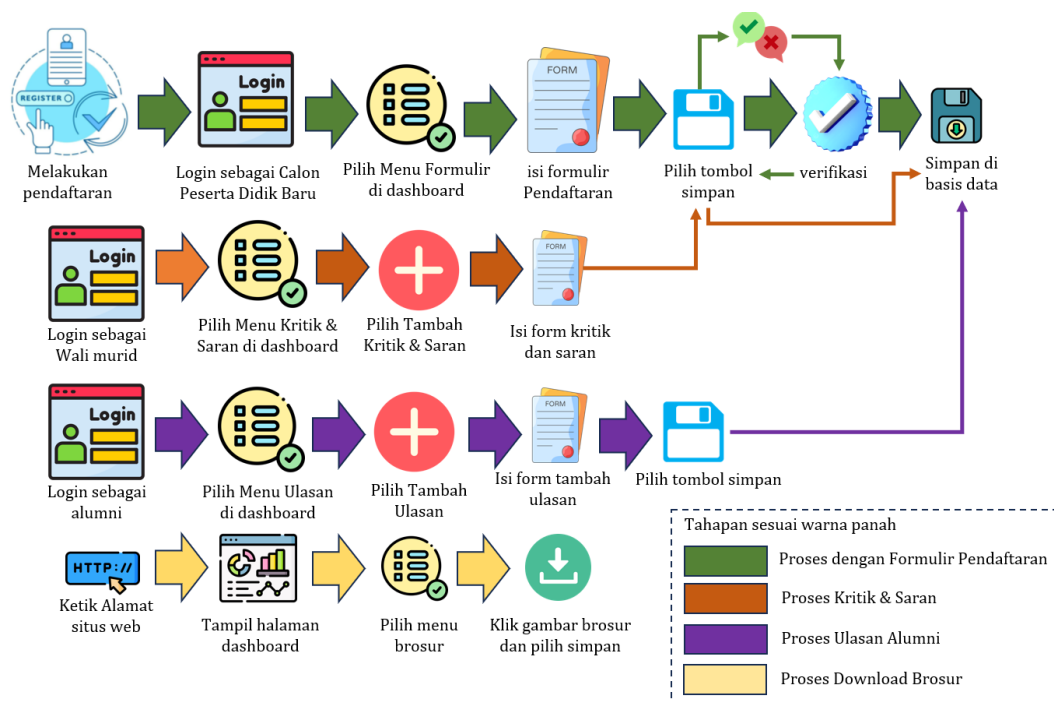 REGISTER
Login
FORM
Melakukan
pendaftaran
Login sebagai Calon
Peserta Didik Baru
Pilih Menu Formulir
di dashboard
isi formulir
Pendaftaran
Pilih tombol
simpan
verifikasi
Simpan di
basis data
Login
FORM
Login sebagai
Wali murid
Pilih Menu Kritik &
Saran di dashboard
Pilih Tambah
Kritik & Saran
Isi form kritik
dan saran
Login
FORM
Login sebagai
alumni
Pilih Menu Ulasan
di dashboard
Pilih Tambah
Ulasan
Isi form tambah
ulasan
Pilih tombol simpan
HTTP://
Ketik Alamat
situs web
Tampil halaman
dashboard
Pilih menu
brosur
Klik gambar brosur
dan pilih simpan
Tahapan sesuai warna panah
Proses dengan Formulir Pendaftaran
Proses Kritik & Saran
Proses Ulasan Alumni
Proses Download Brosur